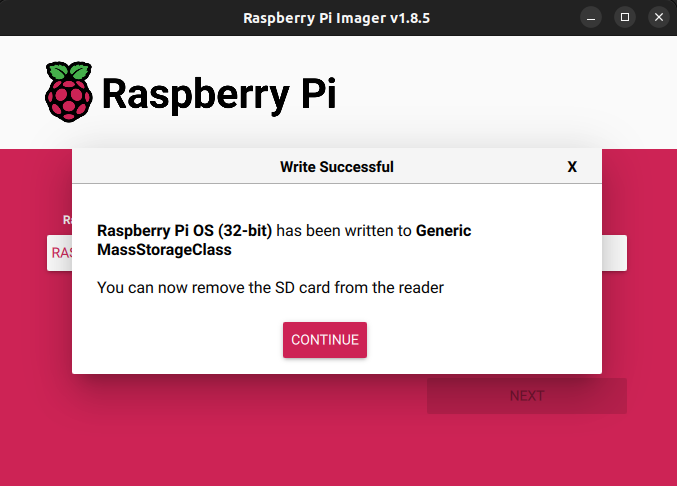 Raspberry Pi Imager v1.8.5
Raspberry Pi
Write Successful
X
Ra
RAS
Raspberry Pi OS (32-bit) has been written to Generic
MassStorageClass
You can now remove the SD card from the reader
CONTINUE
NEXT